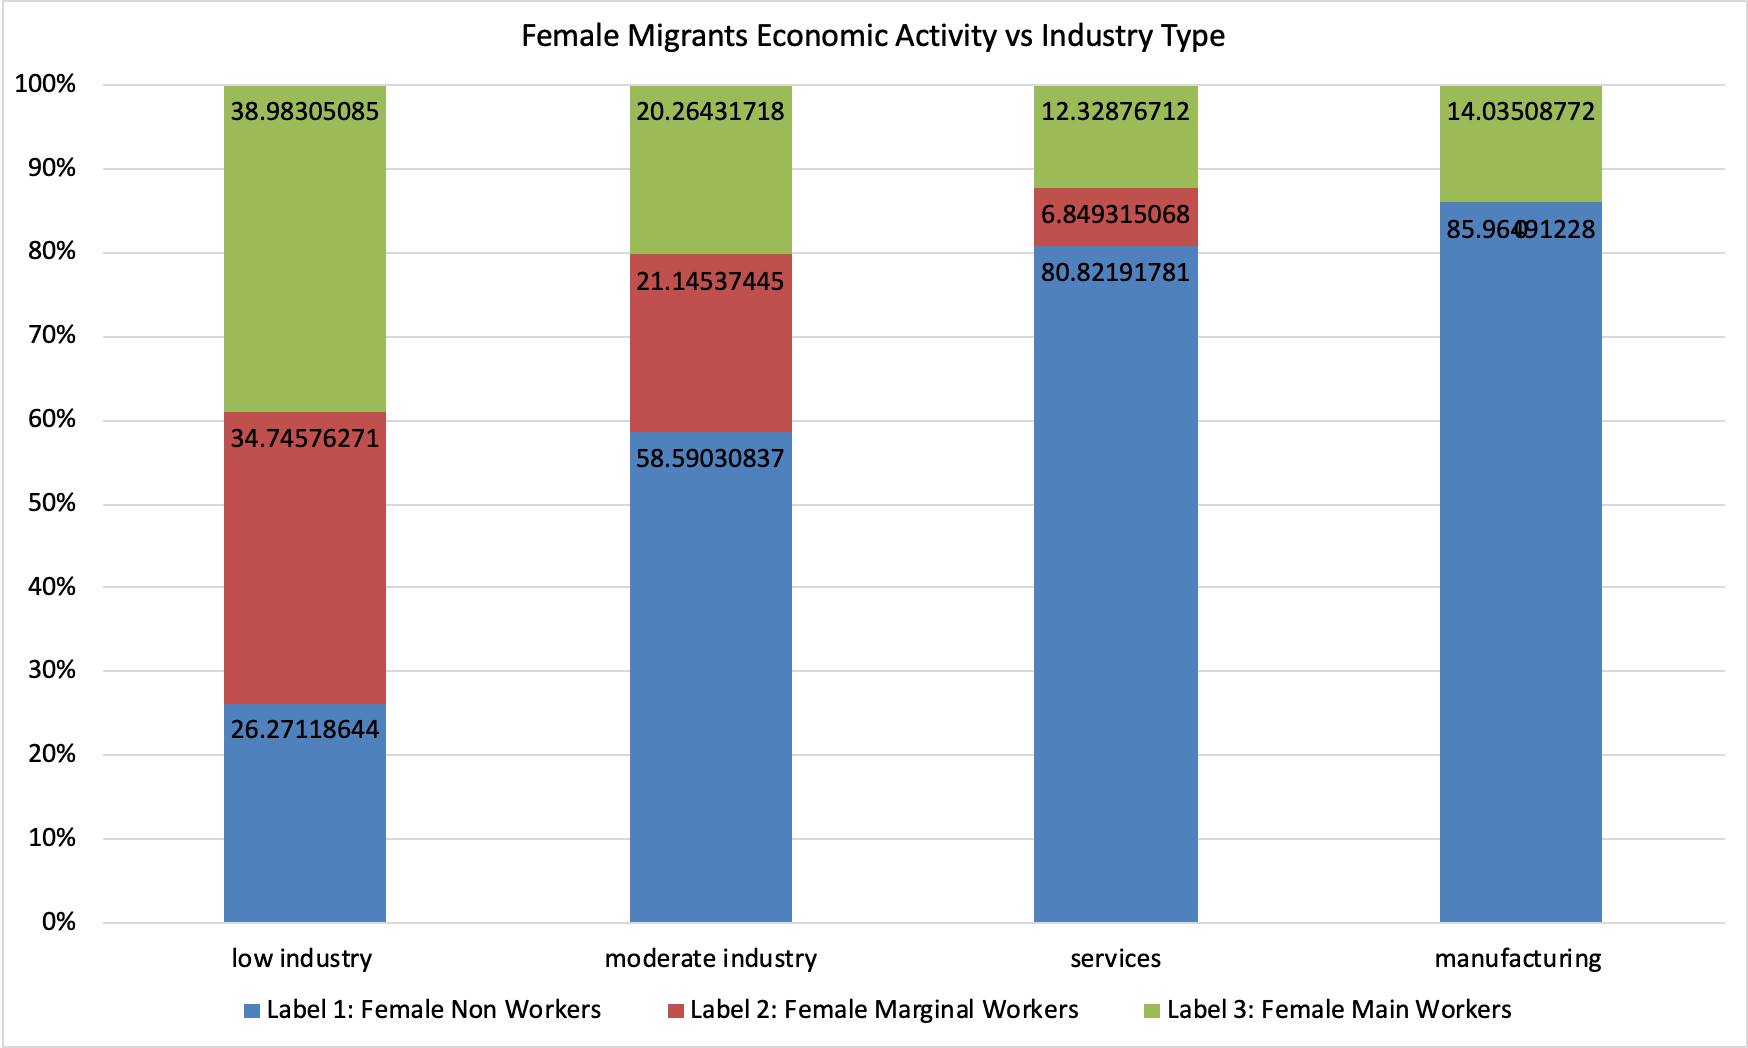 Female Migrants Economic Activity vs Industry Type
100%
90%
80%
70%
60%
50%
40%
30%
20%
10%
0%
38.98305085
34.74576271
26.27118644
20.26431718
21.14537445
58.59030837
12.32876712
6.849315068
80.82191781
14.03508772
0
85.96491228
low industry
moderate industry
services
manufacturing
Label 1: Female Non Workers
Label 2: Female Marginal Workers
Label 3: Female Main Workers